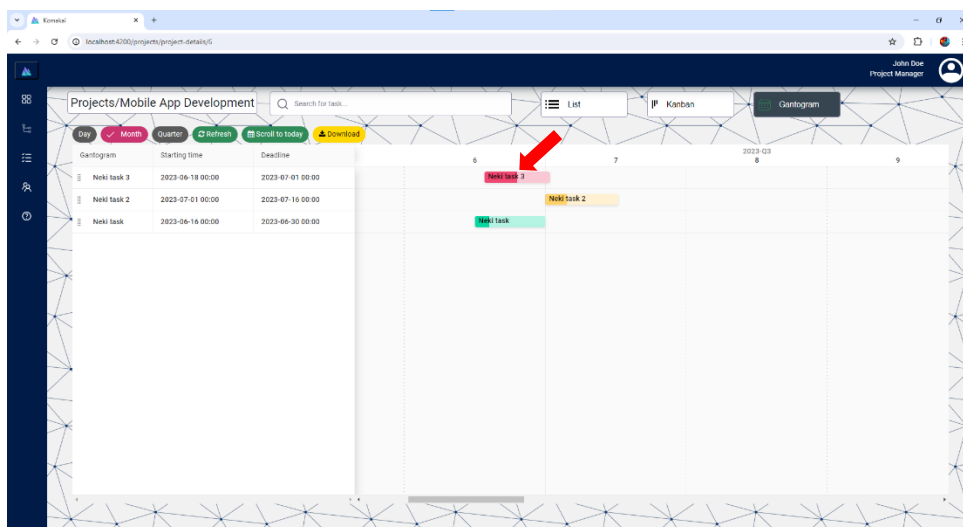 Komakai
localhost:4200/projects/project-details/6
John Doe
Project Manager
Projects/Mobile App Development
Search for task...
List
Kanban
Gantogram
Day
Month
Quarter
Refresh
Scroll to today
Download
Gantogram Starting time Deadline
2023-Q3
6 7 8 9
Neki task 3 2023-06-18 00:00 2023-07-01 00:00 Neki task 3
Neki task 2 2023-07-01 00:00 2023-07-16 00:00 Neki task 2
Neki task 2023-06-16 00:00 2023-06-30 00:00 Neki task